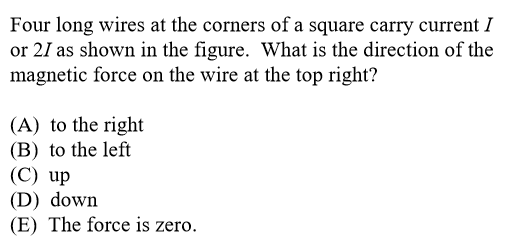 Four long wires at the corners of a square carry current I
or 2I as shown in the figure.  What is the direction of the
magnetic force on the wire at the top right?
(A)  to the right
(B)  to the left
(C)  up
(D)  down
(E)  The force is zero.